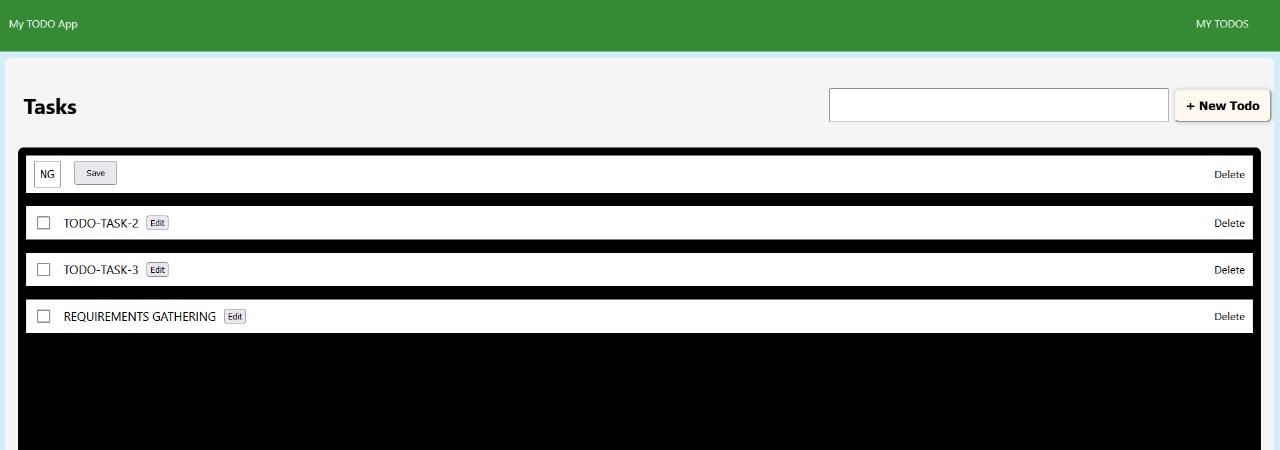 My TODO App MY TODOS
Tasks + New Todo
NG Save Delete
TODO-TASK-2 Edit Delete
TODO-TASK-3 Edit Delete
REQUIREMENTS GATHERING Edit Delete